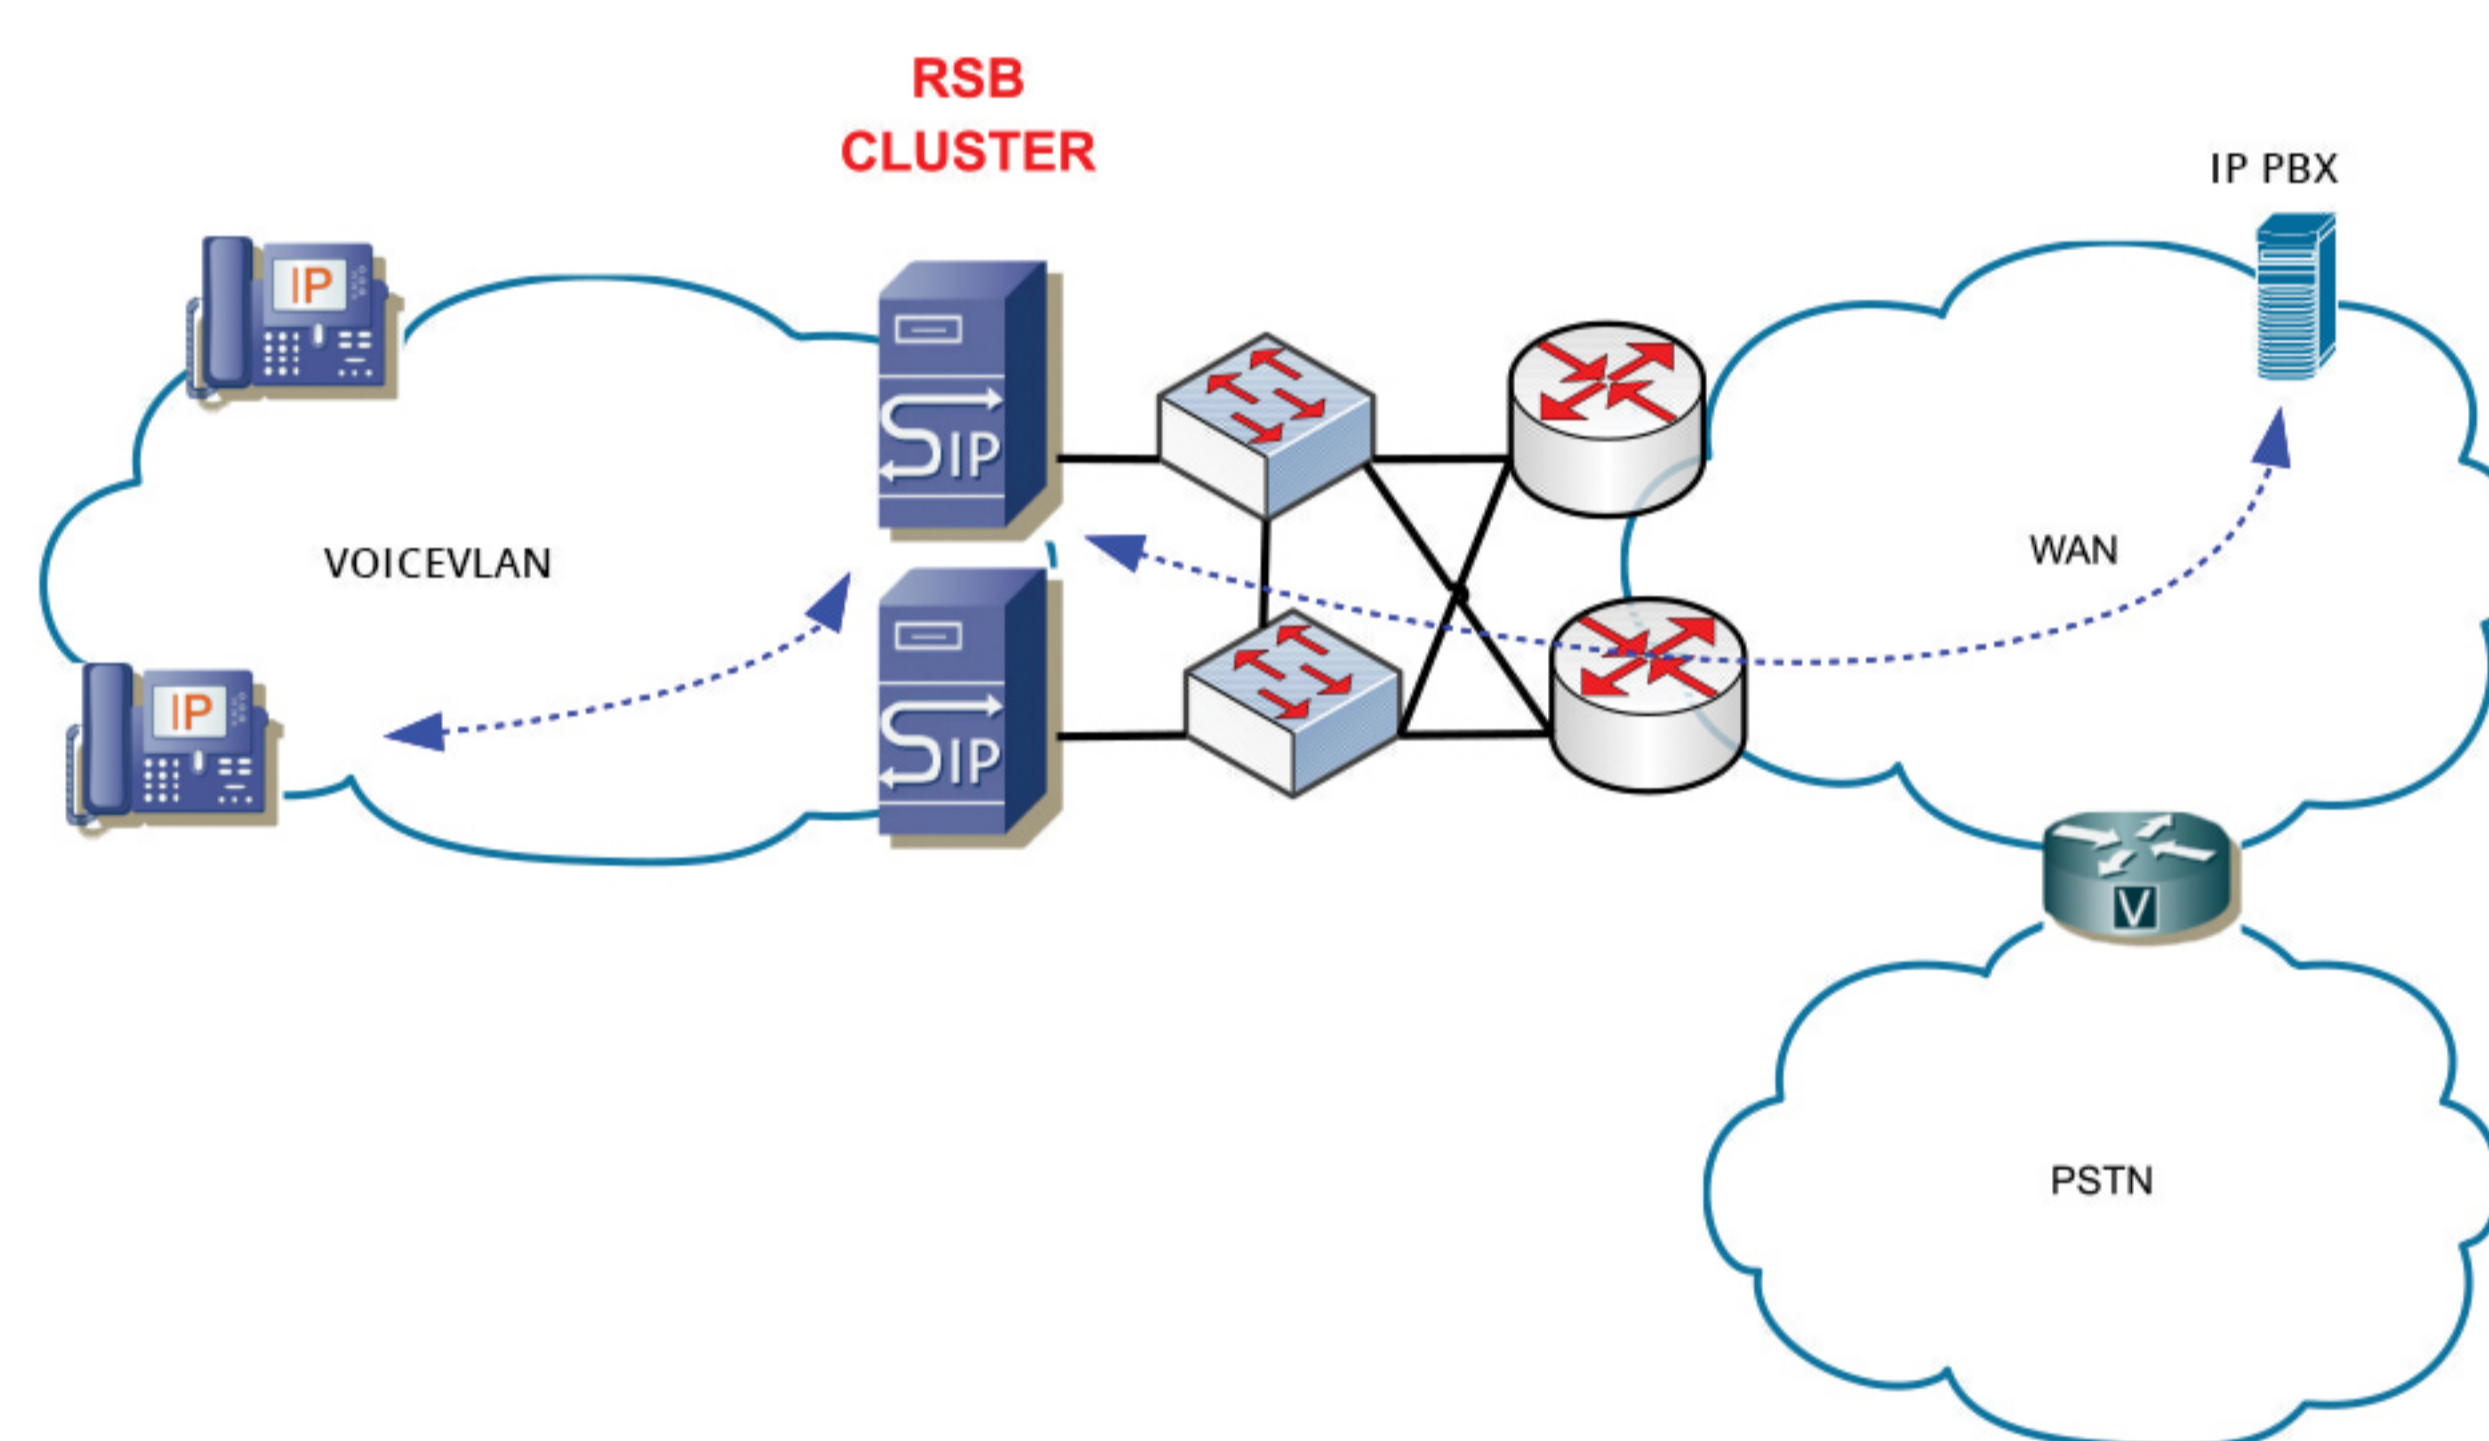 RSB
CLUSTER
IP PBX
IP
SIP
VOICEVLAN
WAN
IP
SIP
V
PSTN